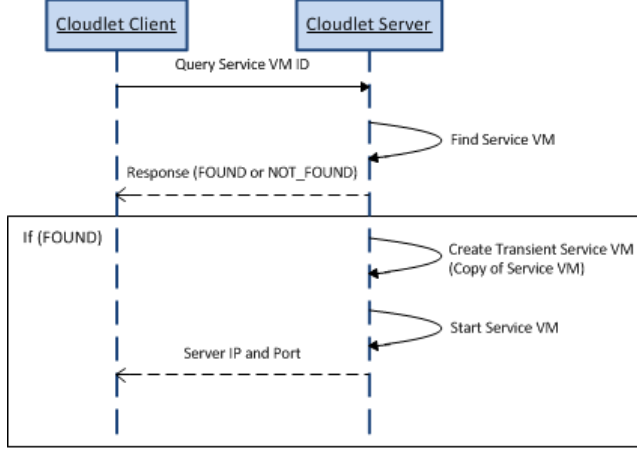 Cloudlet Client
Cloudlet Server
Query Service VM ID
Find Service VM
Response (FOUND or NOT_FOUND)
If (FOUND)
Create Transient Service VM
(Copy of Service VM)
Start Service VM
Server IP and Port